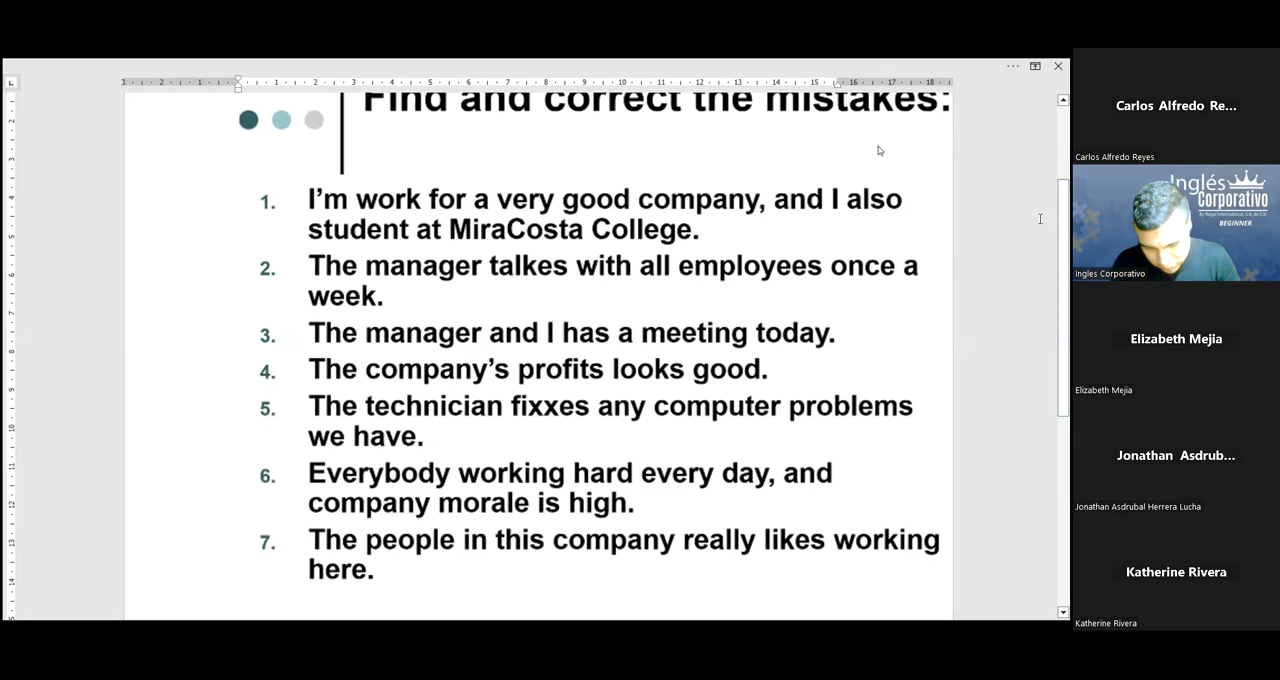 Find and correct the mistakes:
1. I'm work for a very good company, and I also
student at MiraCosta College.
2. The manager talkes with all employees once a
week.
3. The manager and I has a meeting today.
4. The company's profits looks good.
5. The technician fixxes any computer problems
we have.
6. Everybody working hard every day, and
company morale is high.
7. The people in this company really likes working
here.
Carlos Alfredo Re...
Carlos Alfredo Reyes
Inglés
Corporativo
BEGINNER
Ingles Corporativo
Elizabeth Mejia
Elizabeth Mejia
Jonathan Asdrub...
Jonathan Asdrubal Herrera Lucha
Katherine Rivera
Katherine Rivera